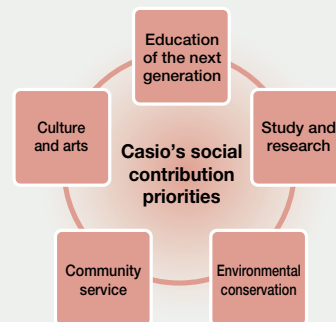 Education
of the next
generation
Culture
and arts
Casio's social
contribution
priorities
Study and
research
Community
service
Environmental
conservation